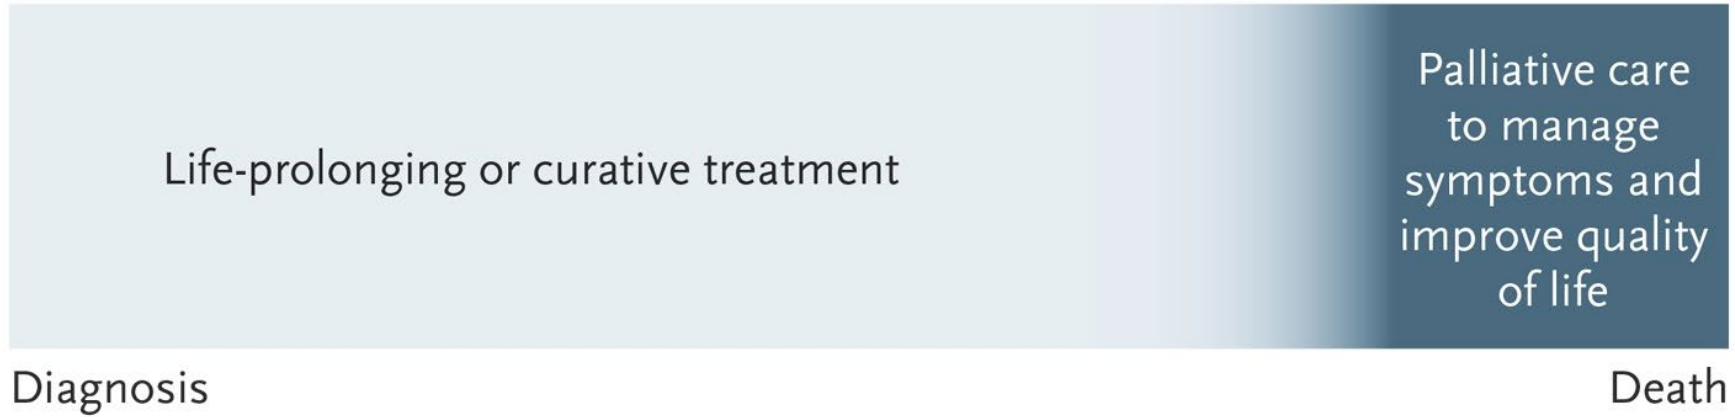 Life-prolonging or curative treatment
Palliative care
to manage
symptoms and
improve quality
of life
Diagnosis
Death